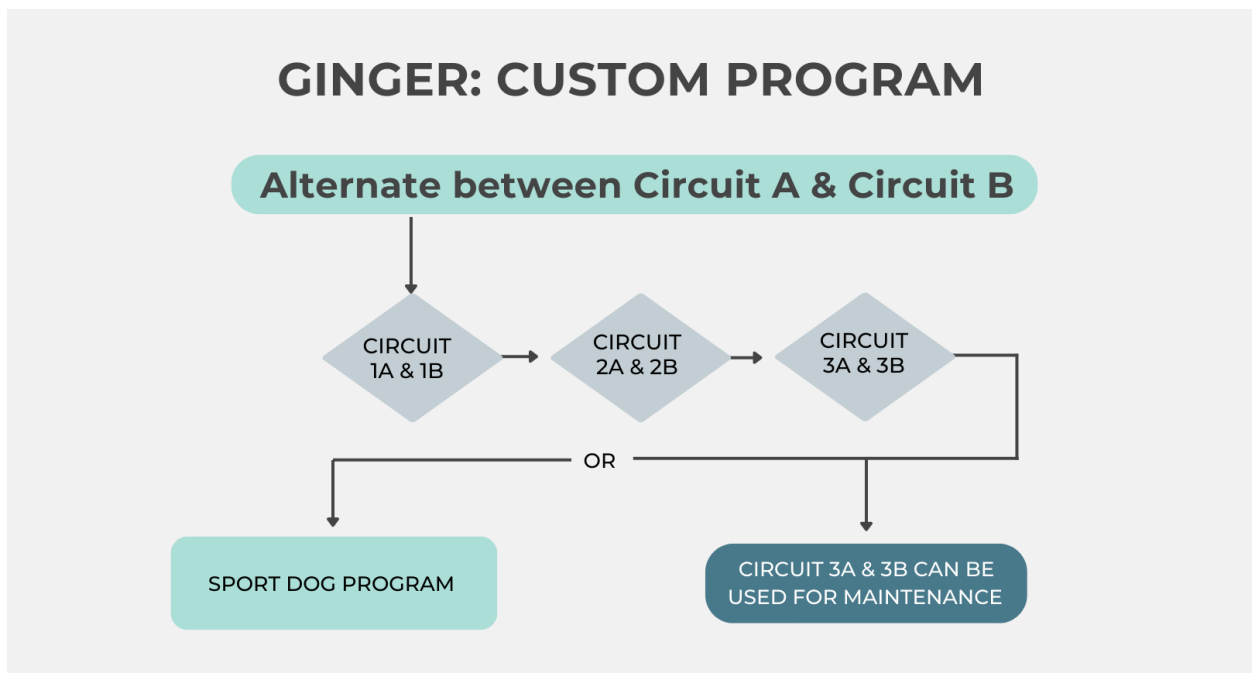 GINGER: CUSTOM PROGRAM
Alternate between Circuit A & Circuit B
CIRCUIT
1A & 1B
CIRCUIT
2A & 2B
CIRCUIT
3A & 3B
OR
SPORT DOG PROGRAM
CIRCUIT 3A & 3B CAN BE
USED FOR MAINTENANCE